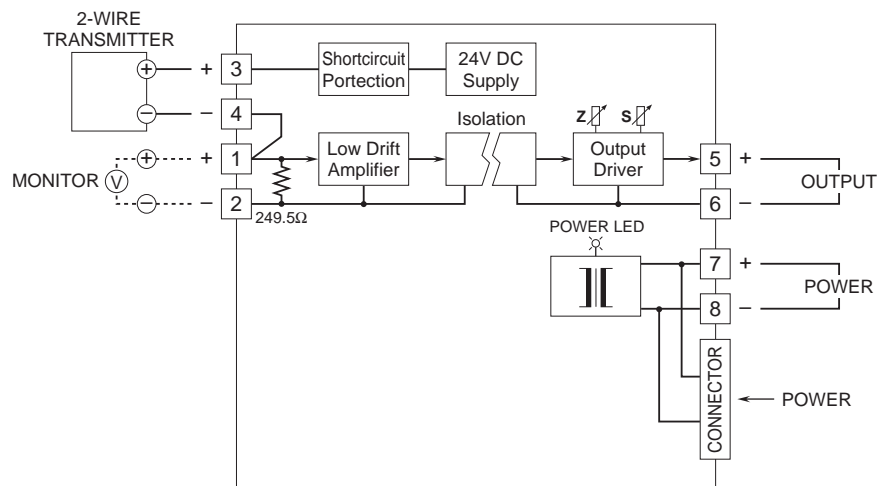 2-WIRE
TRANSMITTER
+
−
+ 3
− 4
Shortcircuit
Portection
24V DC
Supply
MONITOR
V
+
−
+ 1
− 2
249.5Ω
Low Drift
Amplifier
Isolation
Z
S
Output
Driver
5 +
6 −
OUTPUT
POWER LED
7 +
8 −
POWER
CONNECTOR
POWER